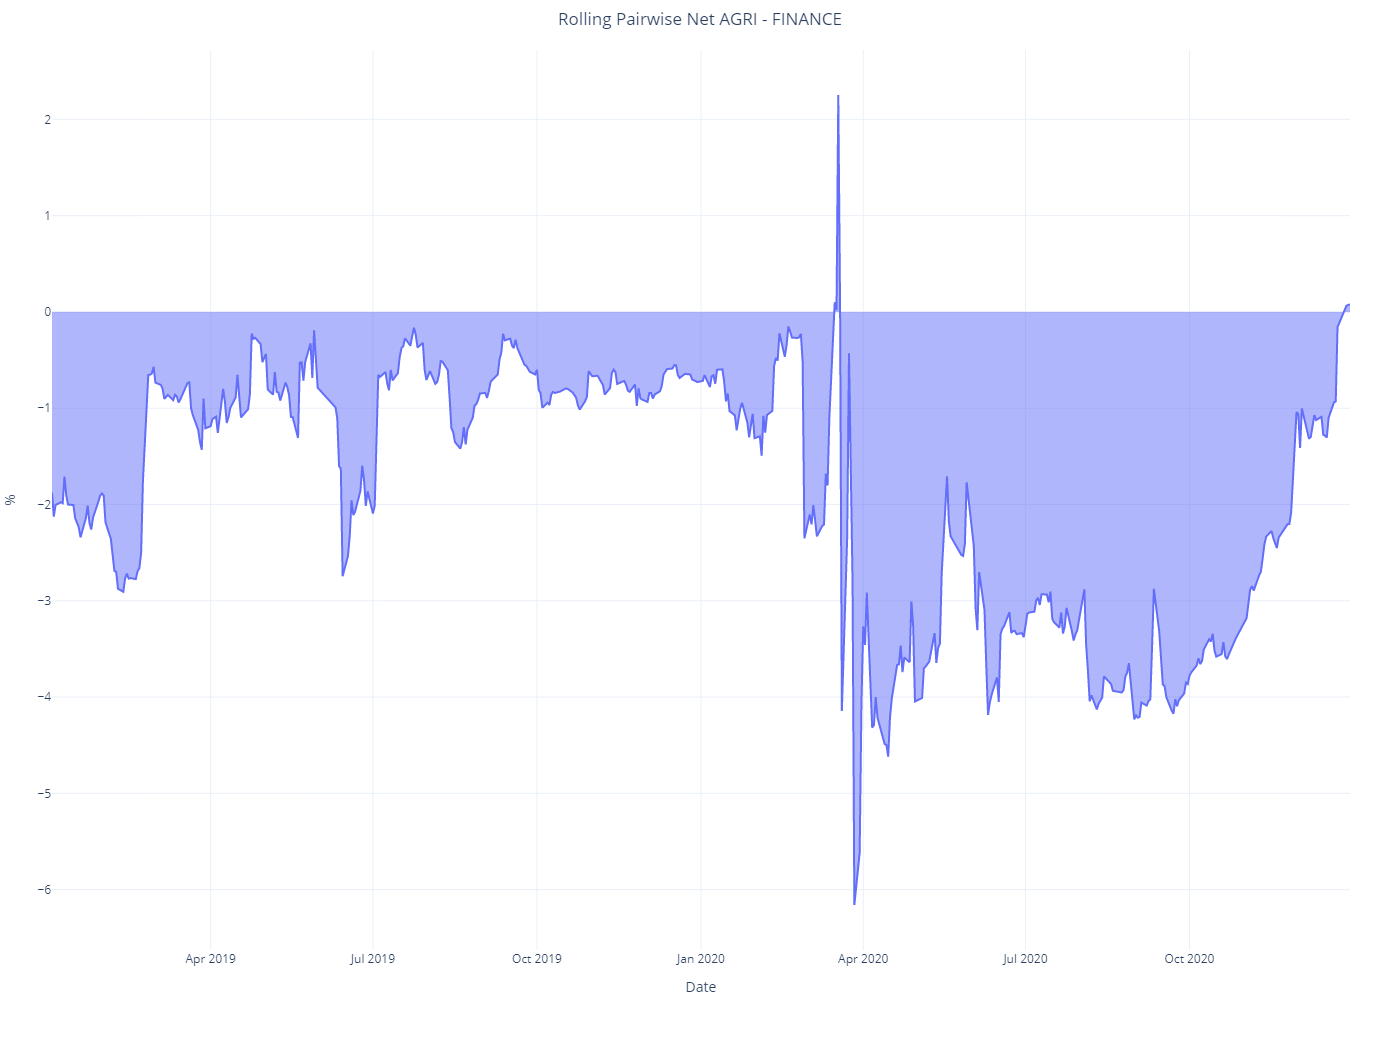 Rolling Pairwise Net AGRI - FINANCE
2
1
0
−1
−2
−3
−4
−5
−6
%
Apr 2019
Jul 2019
Oct 2019
Jan 2020
Apr 2020
Jul 2020
Oct 2020
Date